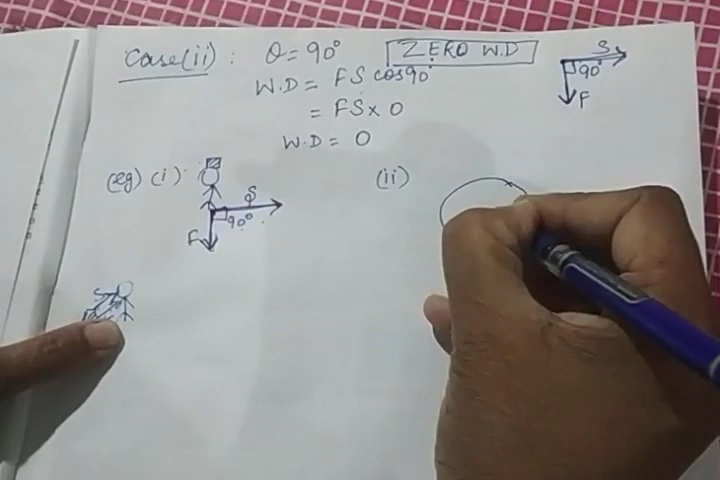 Case(ii) : θ = 90° ZERO W.D
W.D = FS cos90°
= FS x 0
W.D = 0
S
90°
F
(eg) (i)
S
90°
F
(ii)